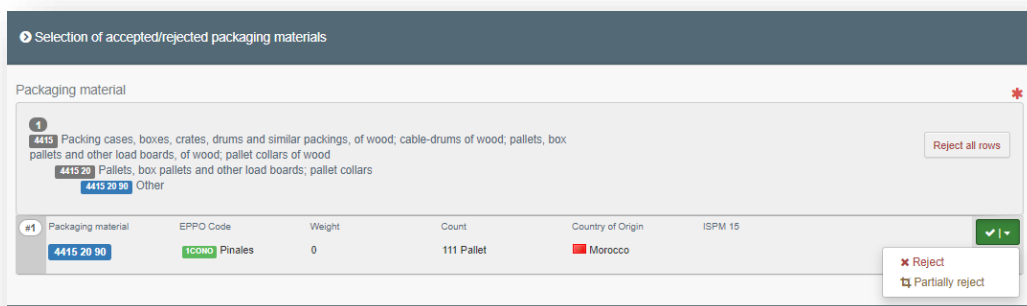 Selection of accepted/rejected packaging materials
Packaging material *
1
4415 Packing cases, boxes, crates, drums and similar packings, of wood; cable-drums of wood; pallets, box
pallets and other load boards, of wood; pallet collars of wood
Reject all rows
4415 20 Pallets, box pallets and other load boards; pallet collars
4415 20 90 Other
#1 Packaging material EPPO Code Weight Count Country of Origin ISPM 15
4415 20 90 1CONO Pinales 0 111 Pallet Morocco
Reject
Partially reject